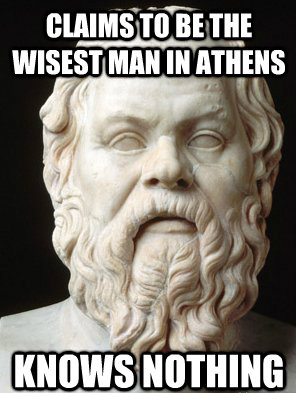 CLAIMS TO BE THE
WISEST MAN IN ATHENS
KNOWS NOTHING